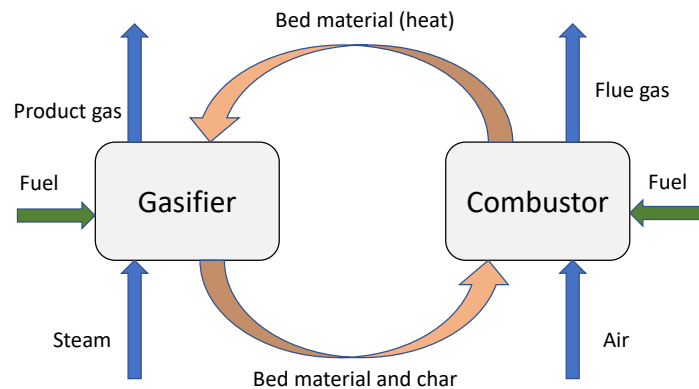 Bed material (heat)
Product gas
Flue gas
Fuel
Gasifier
Combustor
Fuel
Steam
Air
Bed material and char